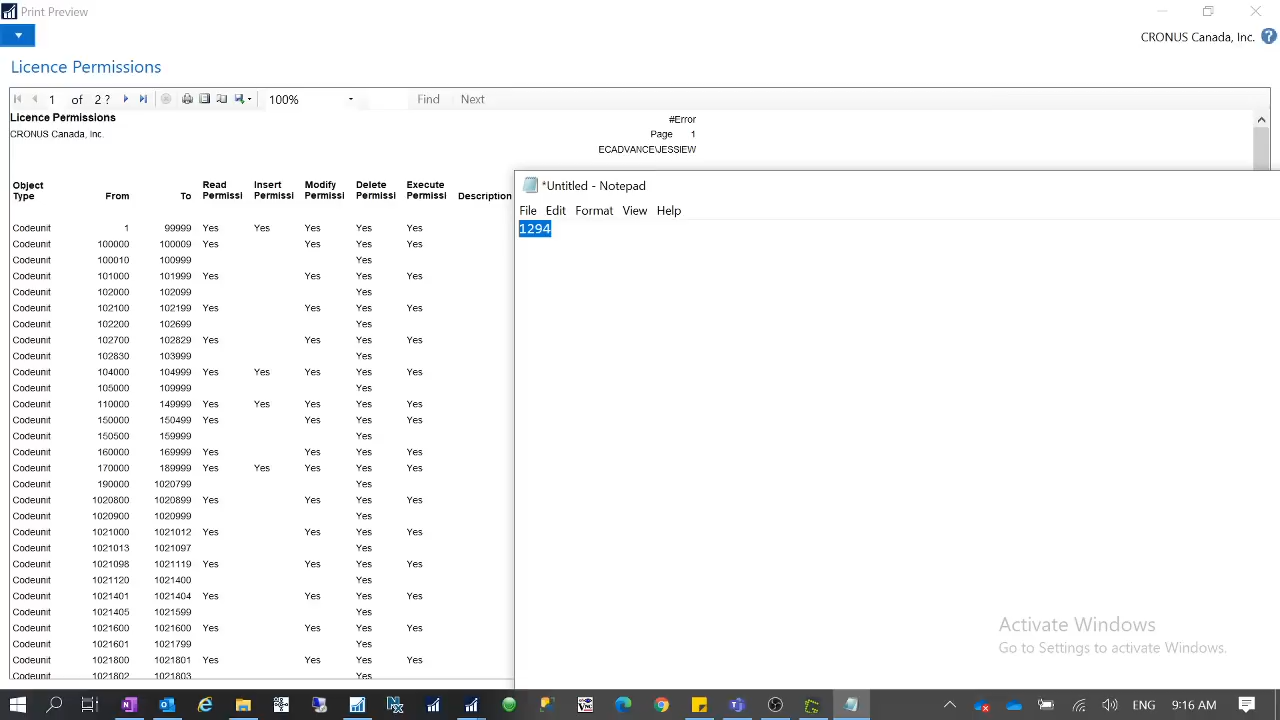 Print Preview
CRONUS Canada, Inc.
Licence Permissions
1 of 2 ? 100% Find Next
Licence Permissions #Error
CRONUS Canada, Inc. Page 1
ECADVANCE\JESSIEW
Object Type From To Read Permissi Insert Permissi Modify Permissi Delete Permissi Execute Permissi Description
Codeunit 1 99999 Yes Yes Yes Yes Yes
Codeunit 100000 100009 Yes Yes Yes Yes
Codeunit 100010 100999 Yes
Codeunit 101000 101999 Yes Yes Yes Yes
Codeunit 102000 102099 Yes
Codeunit 102100 102199 Yes Yes Yes Yes
Codeunit 102200 102699 Yes
Codeunit 102700 102829 Yes Yes Yes Yes
Codeunit 102830 103999 Yes
Codeunit 104000 104999 Yes Yes Yes Yes Yes
Codeunit 105000 109999 Yes
Codeunit 110000 149999 Yes Yes Yes Yes Yes
Codeunit 150000 150499 Yes Yes Yes Yes
Codeunit 150500 159999 Yes
Codeunit 160000 169999 Yes Yes Yes Yes
Codeunit 170000 189999 Yes Yes Yes Yes Yes
Codeunit 190000 1020799 Yes
Codeunit 1020800 1020899 Yes Yes Yes Yes
Codeunit 1020900 1020999 Yes
Codeunit 1021000 1021012 Yes Yes Yes Yes
Codeunit 1021013 1021097 Yes
Codeunit 1021098 1021119 Yes Yes Yes Yes
Codeunit 1021120 1021400 Yes
Codeunit 1021401 1021404 Yes Yes Yes Yes
Codeunit 1021405 1021599 Yes
Codeunit 1021600 1021600 Yes Yes Yes Yes
Codeunit 1021601 1021799 Yes
Codeunit 1021800 1021801 Yes Yes Yes Yes
Codeunit 1021802 1021803 Yes
*Untitled - Notepad
File Edit Format View Help
1294
Activate Windows
Go to Settings to activate Windows.
ENG 9:16 AM